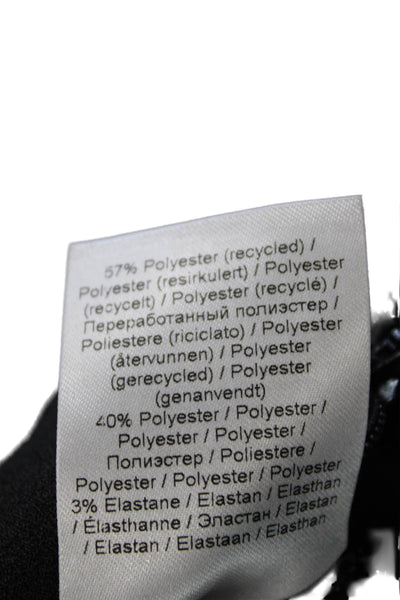 57% Polyester (recycled) /
Polyester (resirkulert) / Polyester
(recycelt) / Polyester (recyclé) /
Переработанный полиэстер /
Poliestere (riciclato) / Polyester
(återvunnen) / Polyester
(gerecycled) / Polyester
(genanvendt)
40% Polyester / Polyester /
Polyester / Polyester /
Полиэстер / Poliestere /
Polyester / Polyester / Polyester
3% Elastane / Elastan / Elasthan
/ Élasthanne / Эластан / Elastan
/ Elastan / Elastaan / Elasthan